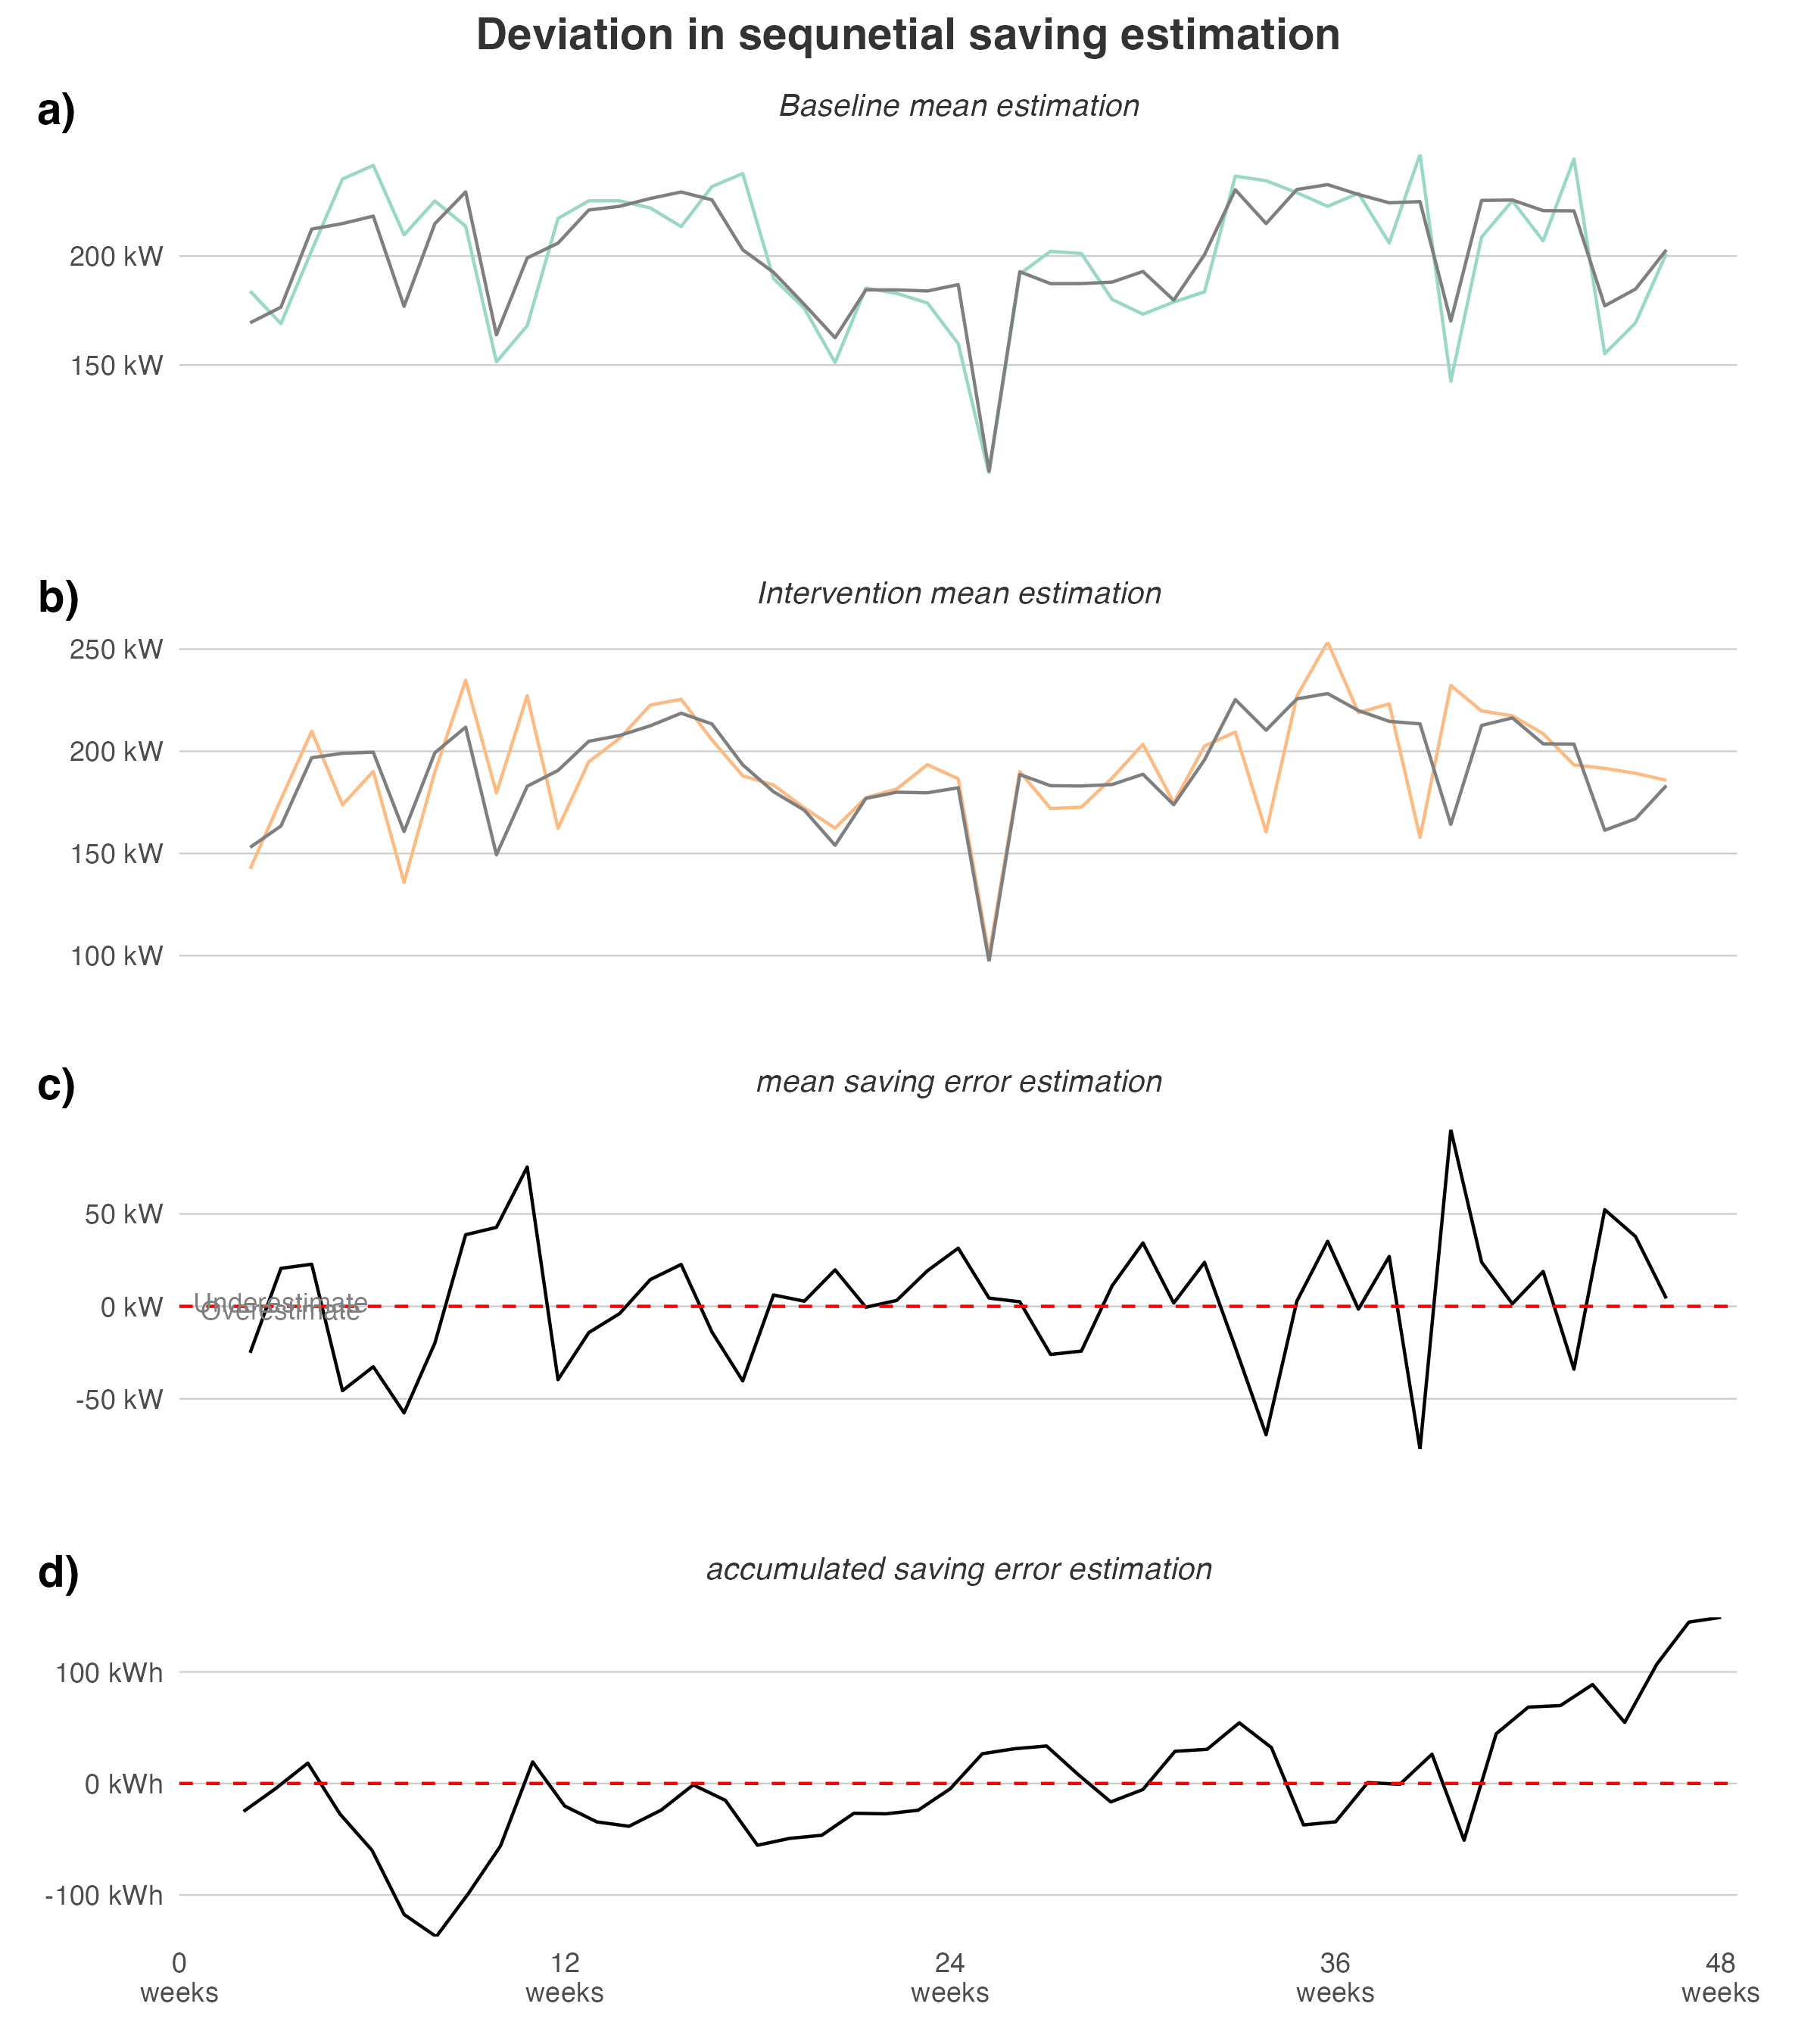 Deviation in sequnetial saving estimation
a)
Baseline mean estimation
200 kW
150 kW
b)
Intervention mean estimation
250 kW
200 kW
150 kW
100 kW
c)
mean saving error estimation
50 kW
Underestimate
0 kW
Overestimate
-50 kW
d)
accumulated saving error estimation
100 kWh
0 kWh
-100 kWh
0 12 24 36 48
weeks weeks weeks weeks weeks